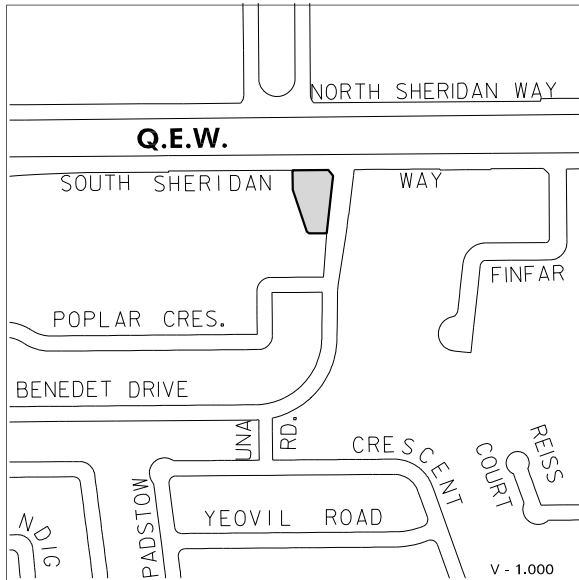 NORTH SHERIDAN WAY
Q.E.W.
SOUTH SHERIDAN WAY
FINFAR
POPLAR CRES.
BENEDET DRIVE
UNA RD.
CRESCENT
REISS COURT
PADSTOW
YEOVIL ROAD
NDIG
V - 1.000